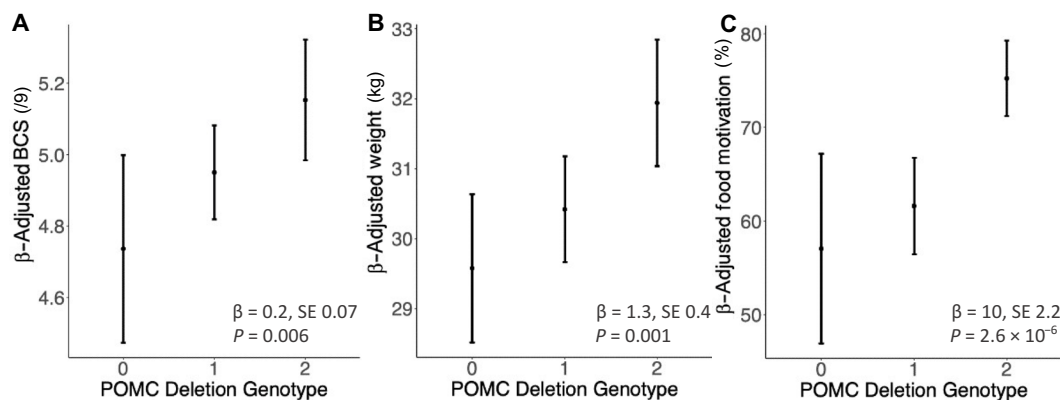 A
β−Adjusted BCS (/9)
5.2
5.0
4.8
4.6
β = 0.2, SE 0.07
P = 0.006
0 1 2
POMC Deletion Genotype
B
β−Adjusted weight (kg)
33
32
31
30
29
β = 1.3, SE 0.4
P = 0.001
0 1 2
POMC Deletion Genotype
C
β−Adjusted food motivation (%)
80
70
60
50
β = 10, SE 2.2
P = 2.6 × 10⁻⁶
0 1 2
POMC Deletion Genotype